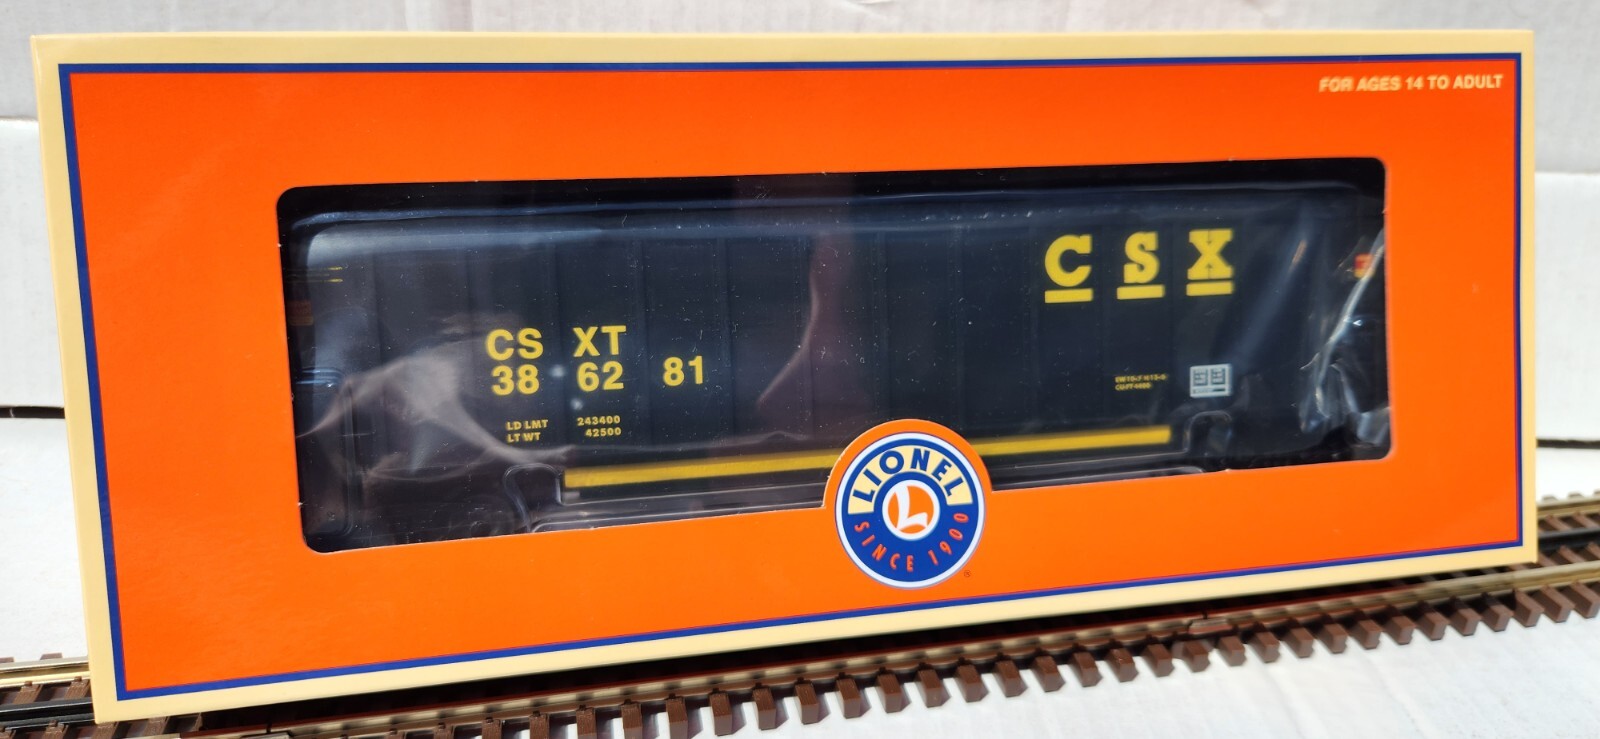 FOR AGES 14 TO ADULT
C S X
CS XT
38 62 81
LD LMT 243400
LT WT 42500
LIONEL
L
SINCE 1900